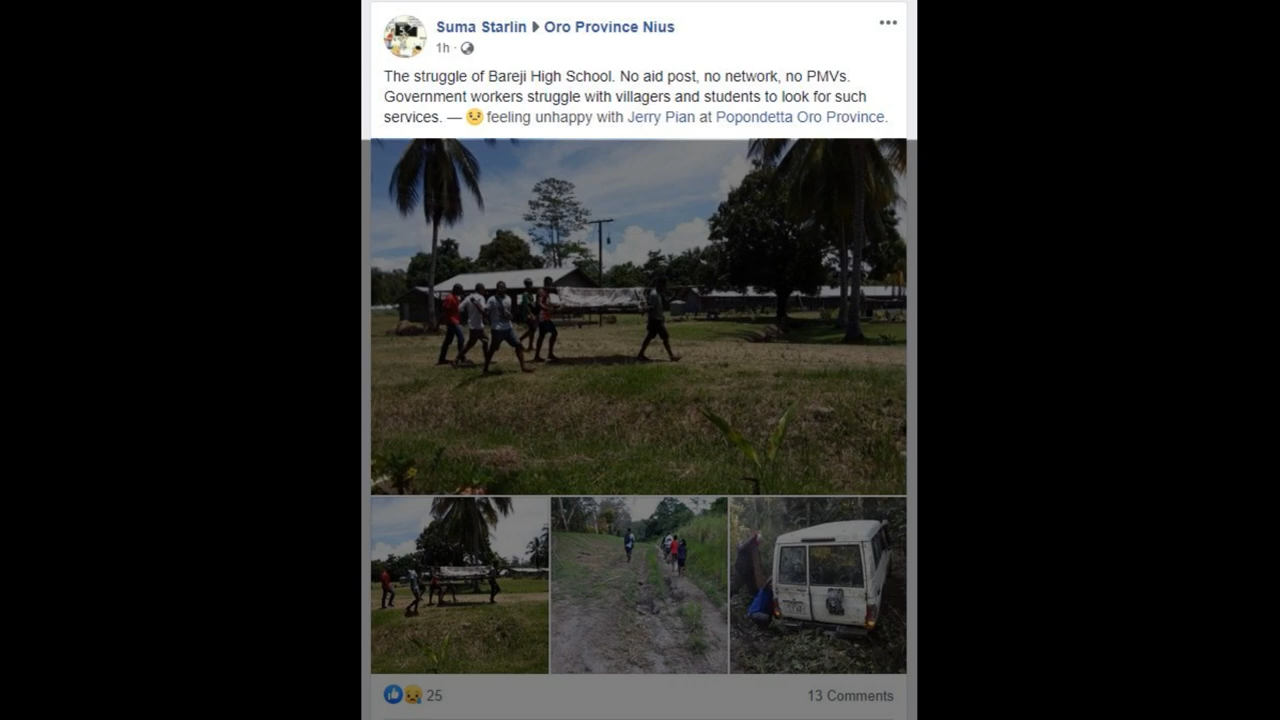 Suma Starlin Oro Province Nius
1h ·
The struggle of Bareji High School. No aid post, no network, no PMVs.
Government workers struggle with villagers and students to look for such
services. — feeling unhappy with Jerry Pian at Popondetta Oro Province.
25
13 Comments